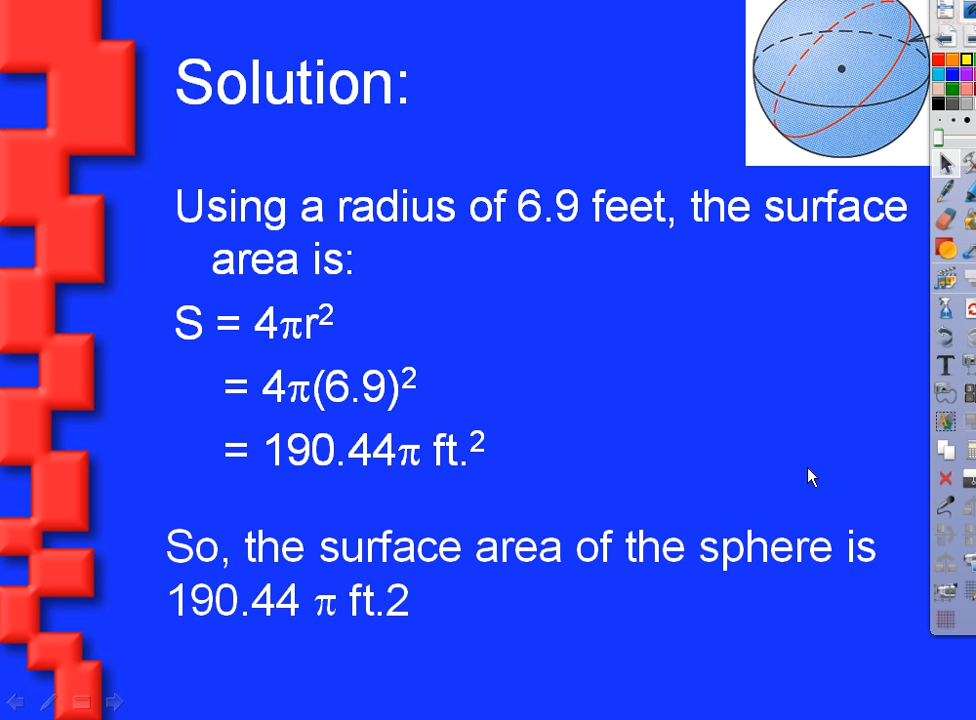 Solution:
Using a radius of 6.9 feet, the surface
area is:
S = 4πr²
= 4π(6.9)²
= 190.44π ft.²
So, the surface area of the sphere is
190.44 π ft.2
T